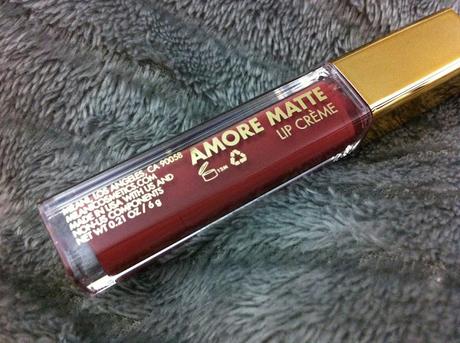 AMORE MATTE
LIP CRÈME
12M
MILANI, LOS ANGELES, CA 90058
MILANICOSMETICS.COM
MADE IN USA WITH US AND
NON-US COMPONENTS
NET WT 0.21 OZ / 6 g